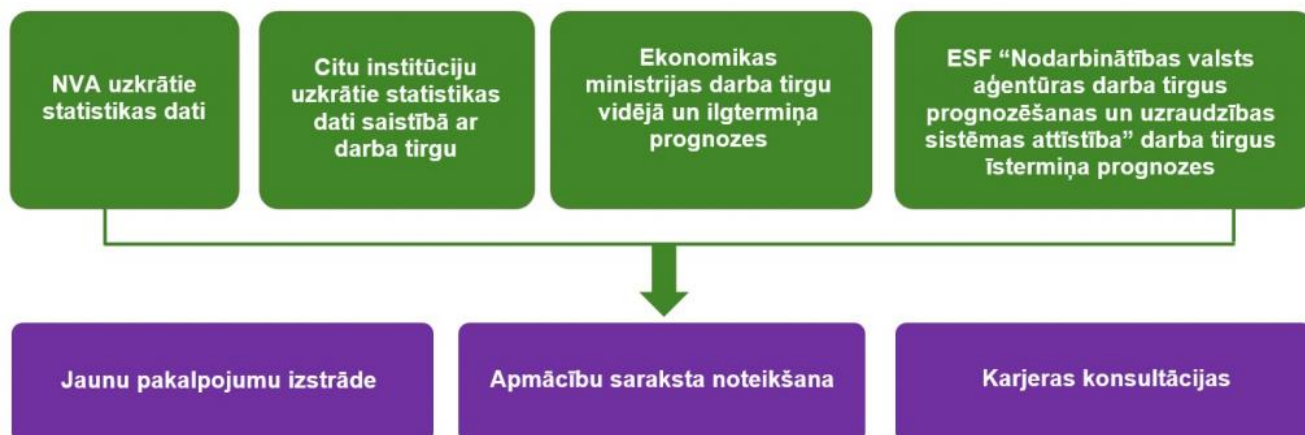 NVA uzkrātie
statistikas dati
Citu institūciju
uzkrātie statistikas
dati saistībā ar
darba tirgu
Ekonomikas
ministrijas darba tirgu
vidējā un ilgtermiņa
prognozes
ESF “Nodarbinātības valsts
aģentūras darba tirgus
prognozēšanas un uzraudzības
sistēmas attīstība” darba tirgus
īstermiņa prognozes
Jaunu pakalpojumu izstrāde
Apmācību saraksta noteikšana
Karjeras konsultācijas